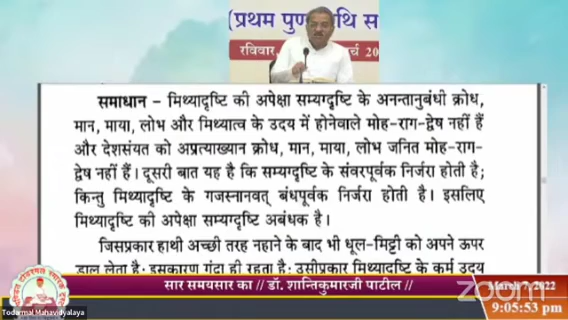 (प्रथम पुण्
थि स
रविवार,
र्च 20
समाधान – मिथ्यादृष्टि की अपेक्षा सम्यग्दृष्टि के अनन्तानुबंधी क्रोध,
मान, माया, लोभ और मिथ्यात्व के उदय में होनेवाले मोह-राग-द्वेष नहीं हैं
और देशसंयत को अप्रत्याख्यान क्रोध, मान, माया, लोभ जनित मोह-राग-
द्वेष नहीं हैं। दूसरी बात यह है कि सम्यग्दृष्टि के संवरपूर्वक निर्जरा होती है;
किन्तु मिथ्यादृष्टि के गजस्नानवत् बंधपूर्वक निर्जरा होती है। इसलिए
मिथ्यादृष्टि की अपेक्षा सम्यग्दृष्टि अबंधक है।
जिसप्रकार हाथी अच्छी तरह नहाने के बाद भी धूल-मिट्टी को अपने ऊपर
डाल लेता है; इसकारण गंदा ही रहता है; उसीप्रकार मिथ्यादृष्टि के कर्म उदय
सार समयसार का // डॉ. शान्तिकुमारजी पाटील //
March 7, 2022
zoom
9:05:53 pm
Todarmal Mahavidyalaya